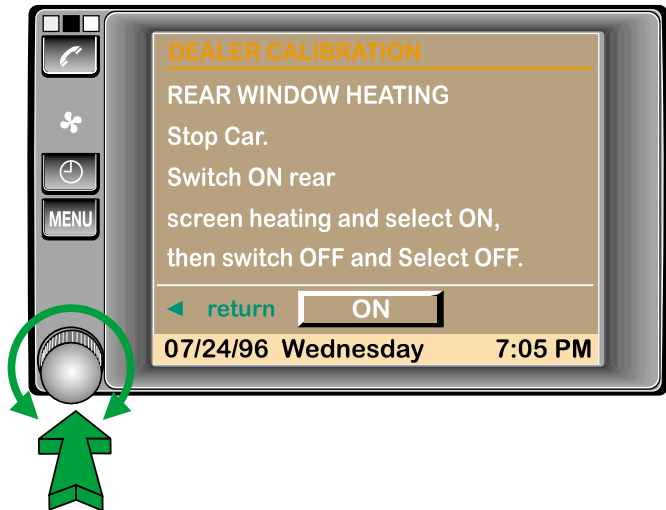 DEALER CALIBRATION
REAR WINDOW HEATING
Stop Car.
Switch ON rear
screen heating and select ON,
then switch OFF and Select OFF.
return ON
07/24/96 Wednesday 7:05 PM
MENU